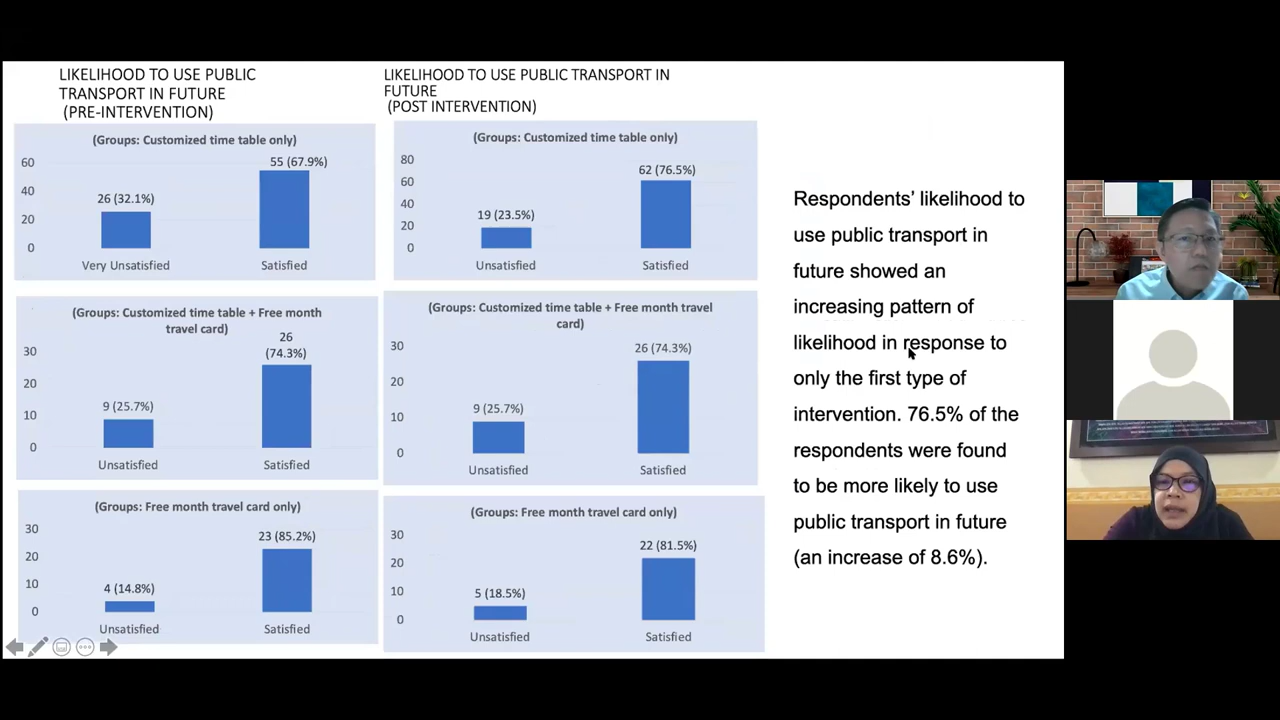 LIKELIHOOD TO USE PUBLIC
TRANSPORT IN FUTURE
(PRE-INTERVENTION)
(Groups: Customized time table only)
60
40
20
0
26 (32.1%)
55 (67.9%)
Very Unsatisfied
Satisfied
(Groups: Customized time table + Free month
travel card)
30
20
10
0
9 (25.7%)
26
(74.3%)
Unsatisfied
Satisfied
(Groups: Free month travel card only)
30
20
10
0
4 (14.8%)
23 (85.2%)
Unsatisfied
Satisfied
LIKELIHOOD TO USE PUBLIC TRANSPORT IN
FUTURE
(POST INTERVENTION)
(Groups: Customized time table only)
80
60
40
20
0
19 (23.5%)
62 (76.5%)
Unsatisfied
Satisfied
(Groups: Customized time table + Free month travel
card)
30
20
10
0
9 (25.7%)
26 (74.3%)
Unsatisfied
Satisfied
(Groups: Free month travel card only)
30
20
10
0
5 (18.5%)
22 (81.5%)
Unsatisfied
Satisfied
Respondents’ likelihood to
use public transport in
future showed an
increasing pattern of
likelihood in response to
only the first type of
intervention. 76.5% of the
respondents were found
to be more likely to use
public transport in future
(an increase of 8.6%).